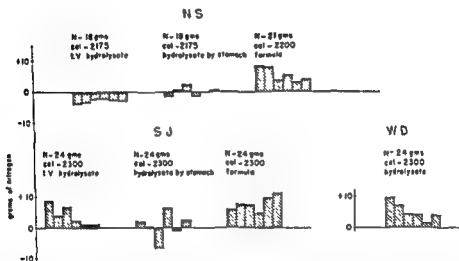 NS
N-18 gms
cal -2175
I.V hydrolysate
N-18 gms
cal -2175
hydrolysate by stomach
N-21 gms
cal -2200
formula
+10
0
-10
SJ
N-24 gms
cal -2300
I.V hydrolysate
N-24 gms
cal -2300
hydrolysate by stomach
N-24 gms
cal -2300
formula
WD
N-24 gms
cal -2300
hydrolysate
grams of nitrogen
+10
0
-10
+10
0